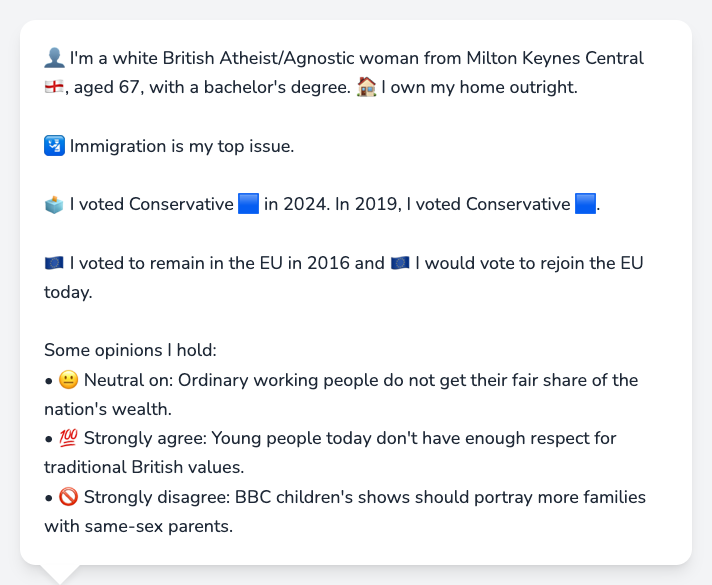 👤 I'm a white British Atheist/Agnostic woman from Milton Keynes Central
🏴󠁧󠁢󠁥󠁮󠁧󠁿, aged 67, with a bachelor's degree. 🏠 I own my home outright.
🛂 Immigration is my top issue.
🗳️ I voted Conservative 🟦 in 2024. In 2019, I voted Conservative 🟦.
🇪🇺 I voted to remain in the EU in 2016 and 🇪🇺 I would vote to rejoin the EU
today.
Some opinions I hold:
• 😐 Neutral on: Ordinary working people do not get their fair share of the
nation's wealth.
• 💯 Strongly agree: Young people today don't have enough respect for
traditional British values.
• 🚫 Strongly disagree: BBC children's shows should portray more families
with same-sex parents.